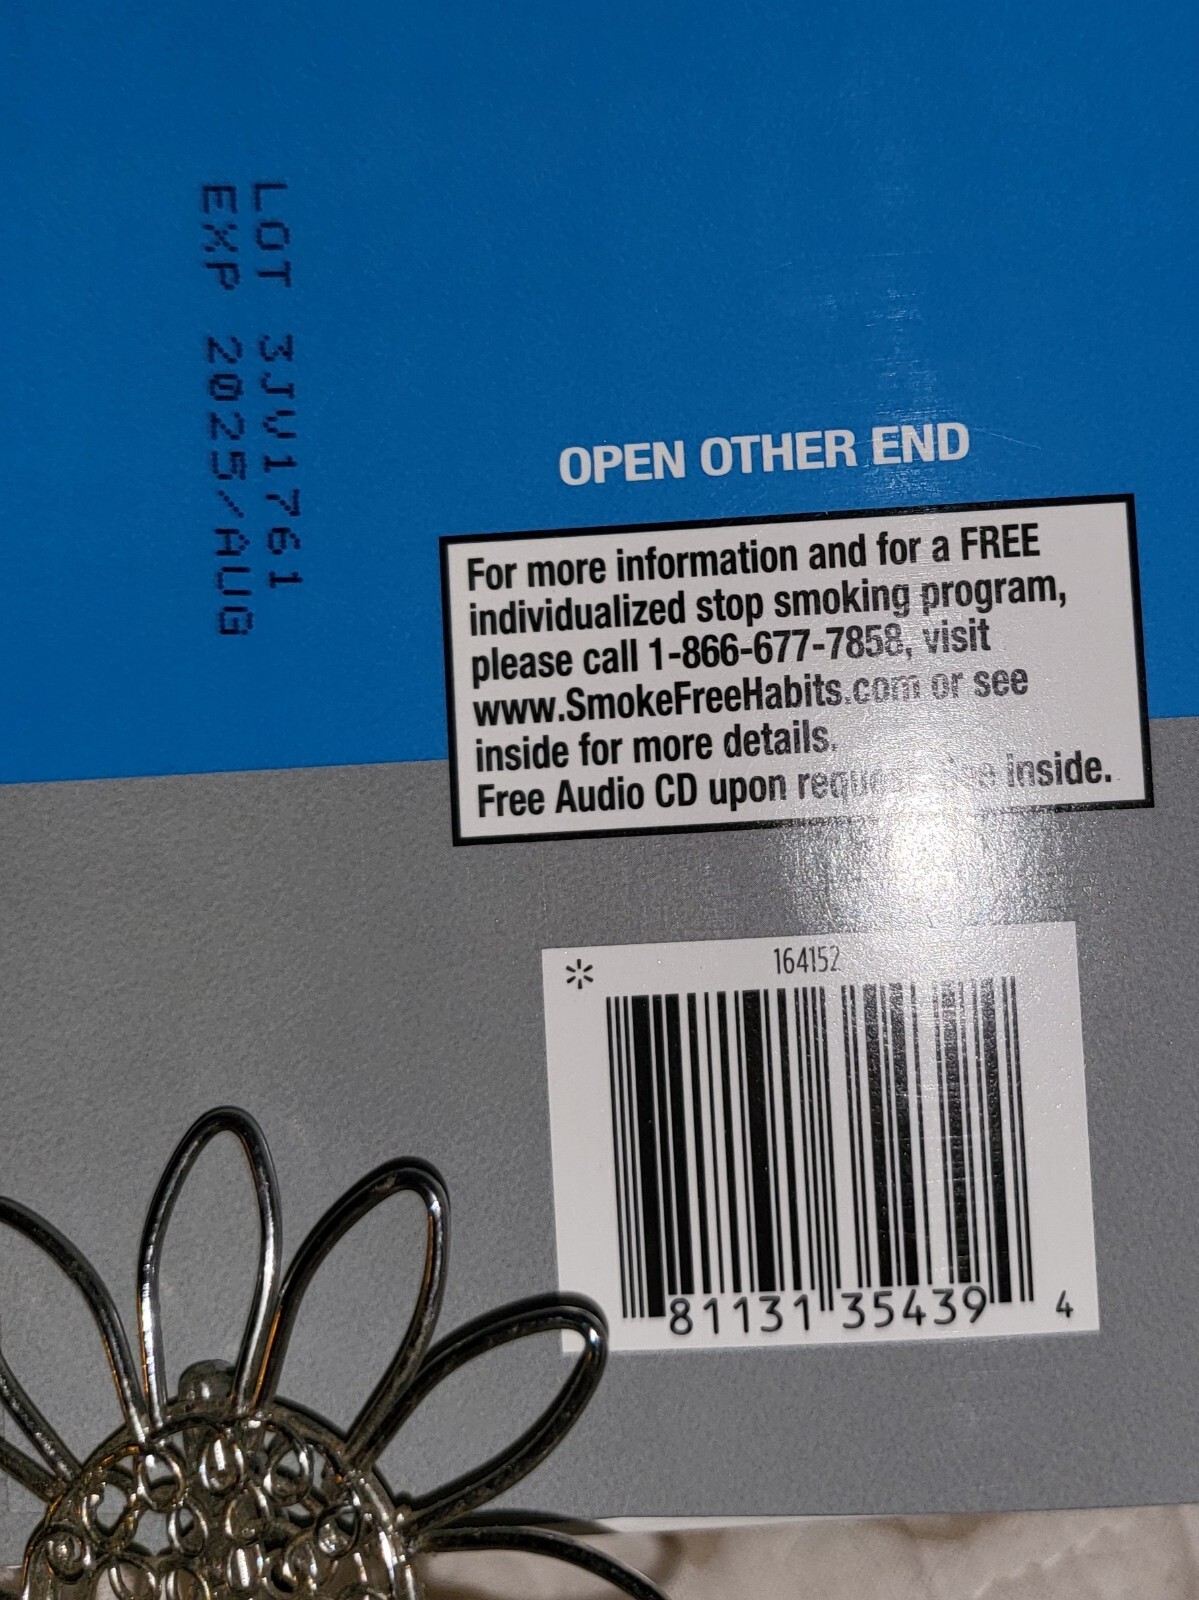 LOT 3JV1761
EXP 2025/AUG
OPEN OTHER END
For more information and for a FREE
individualized stop smoking program,
please call 1-866-677-7858, visit
www.SmokeFreeHabits.com or see
inside for more details.
Free Audio CD upon request. See inside.
164152
81131 35439 4